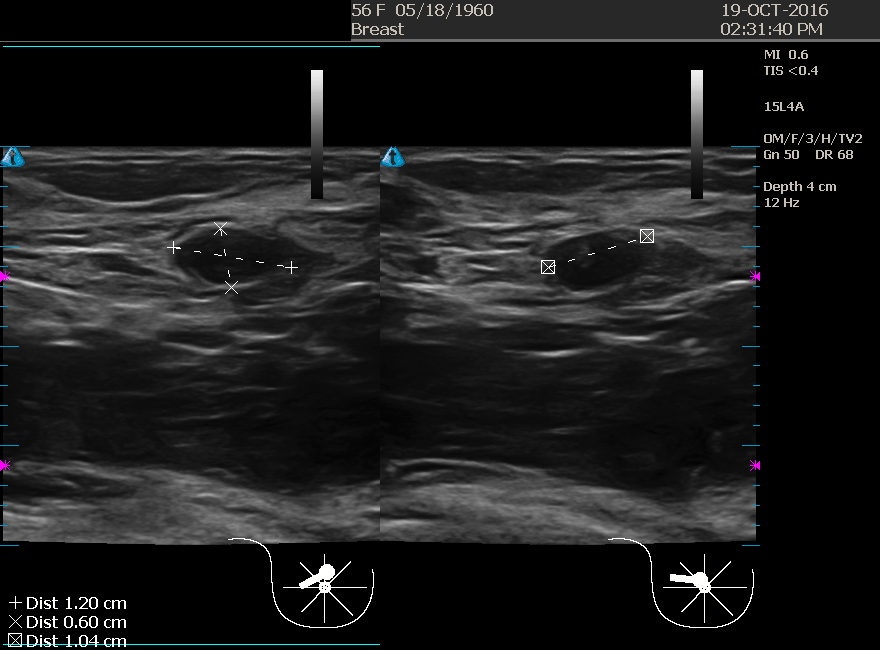 56 F 05/18/1960
Breast
19-OCT-2016
02:31:40 PM
MI 0.6
TIS <0.4
15L4A
OM/F/3/H/TV2
Gn 50 DR 68
Depth 4 cm
12 Hz
Dist 1.20 cm
Dist 0.60 cm
Dist 1.04 cm